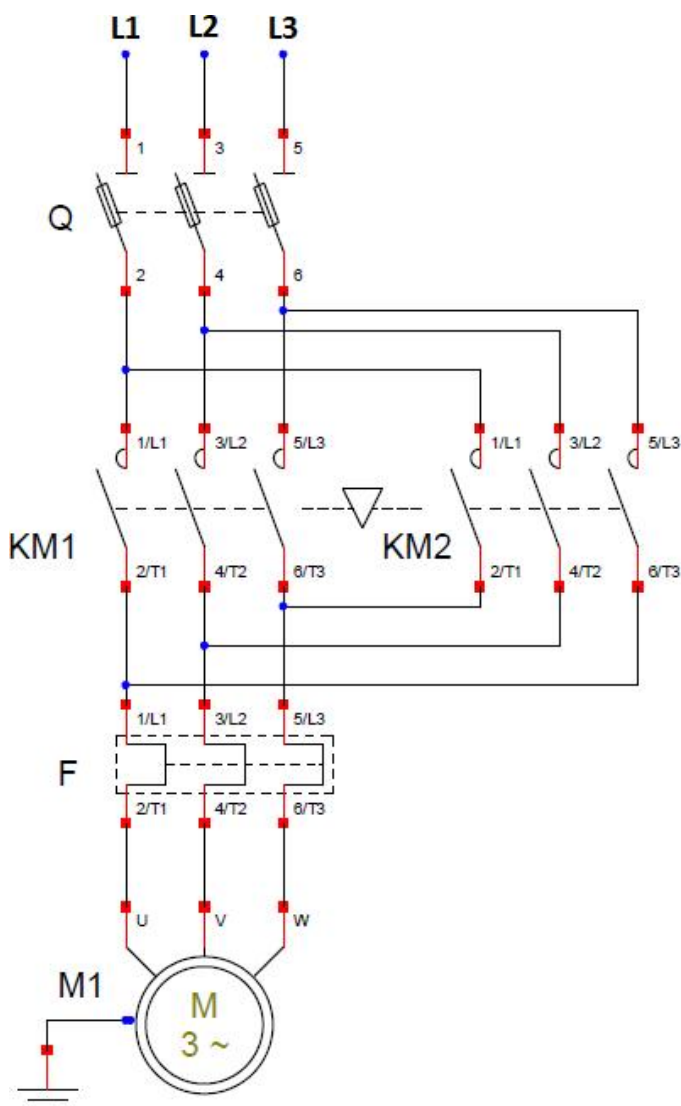 L1 L2 L3
1 3 5
Q
2 4 6
1/L1 3/L2 5/L3 1/L1 3/L2 5/L3
KM1 KM2
2/T1 4/T2 6/T3 2/T1 4/T2 6/T3
1/L1 3/L2 5/L3
F
2/T1 4/T2 6/T3
U V W
M1
M
3 ~